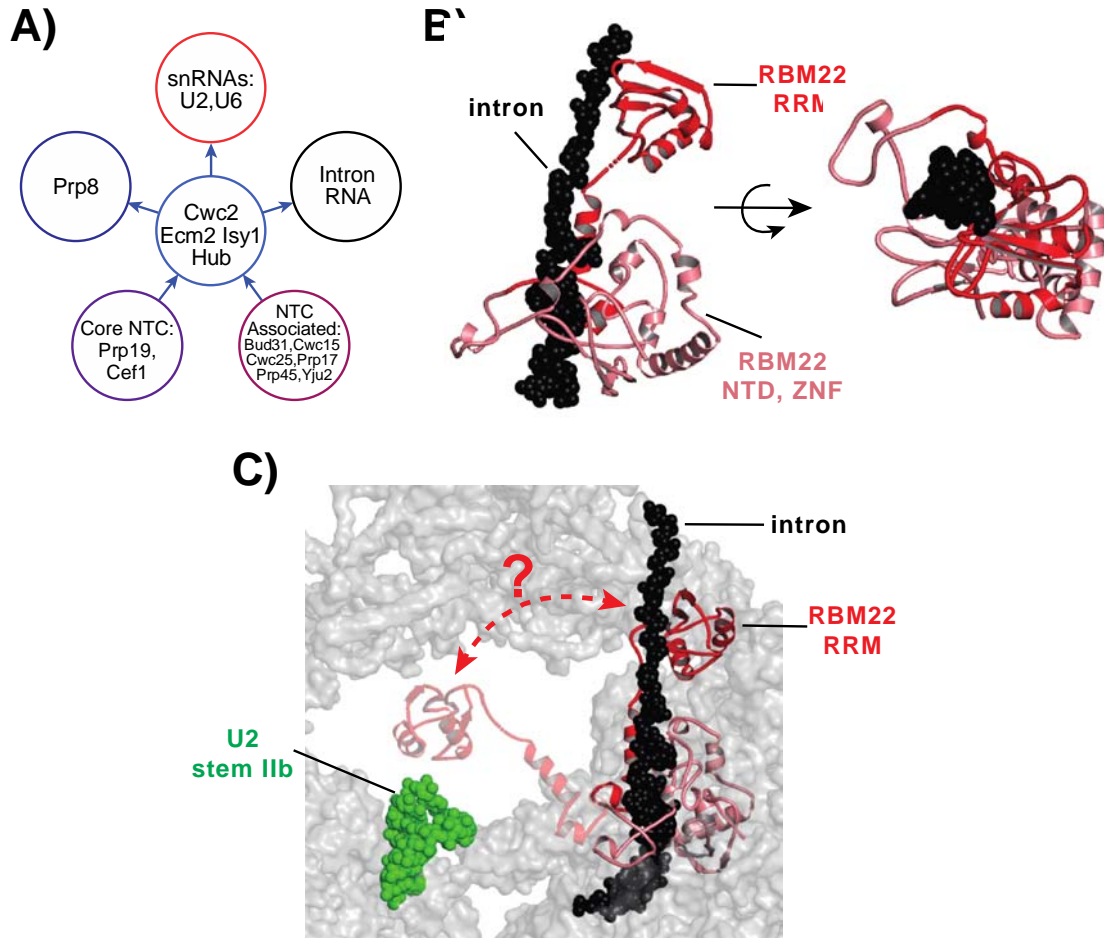 A)
snRNAs:
U2,U6
Prp8
Intron
RNA
Cwc2
Ecm2 Isy1
Hub
Core NTC:
Prp19,
Cef1
NTC
Associated:
Bud31,Cwc15
Cwc25,Prp17
Prp45,Yju2
B)
intron
RBM22
RRM
RBM22
NTD, ZNF
C)
?
intron
RBM22
RRM
U2
stem IIb